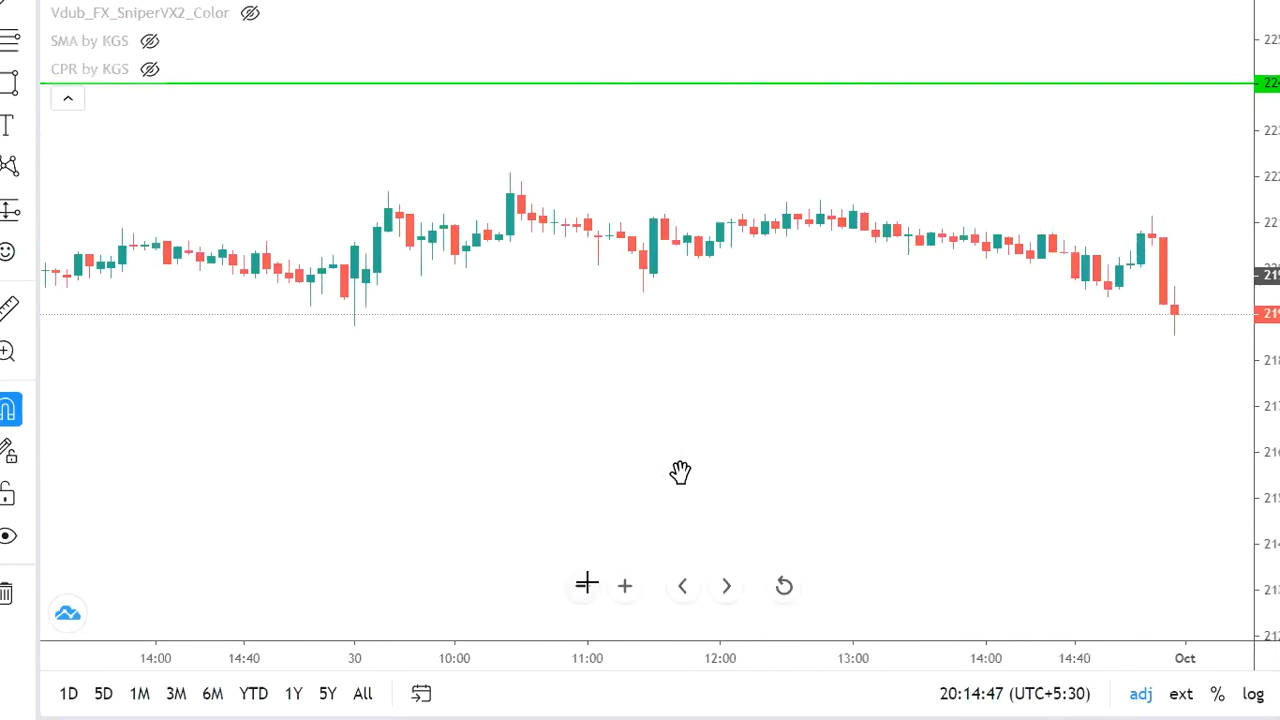 Vdub_FX_SniperVX2_Color
SMA by KGS
CPR by KGS
14:00 14:40 30 10:00 11:00 12:00 13:00 14:00 14:40 Oct
1D 5D 1M 3M 6M YTD 1Y 5Y All 20:14:47 (UTC+5:30) adj ext % log